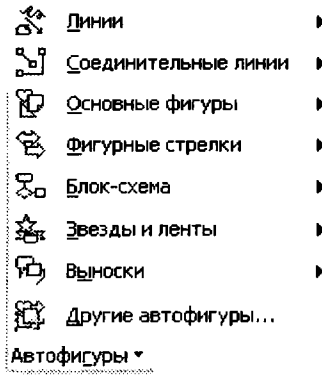 Линии
Соединительные линии
Основные фигуры
Фигурные стрелки
Блок-схема
Звезды и ленты
Выноски
Другие автофигуры...
Автофигуры